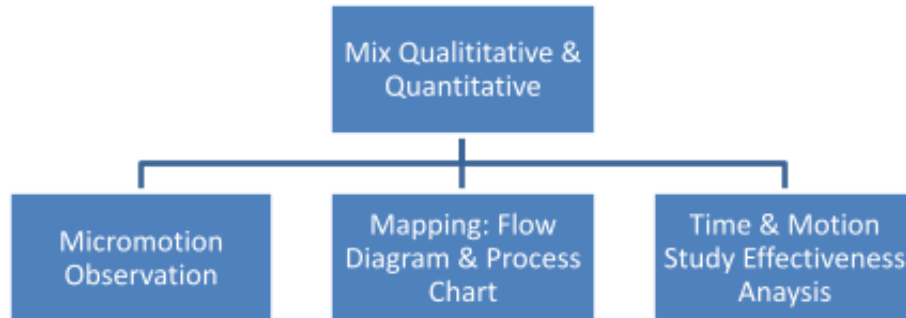 Mix Qualititative &
Quantitative
Micromotion
Observation
Mapping: Flow
Diagram & Process
Chart
Time & Motion
Study Effectiveness
Anaysis